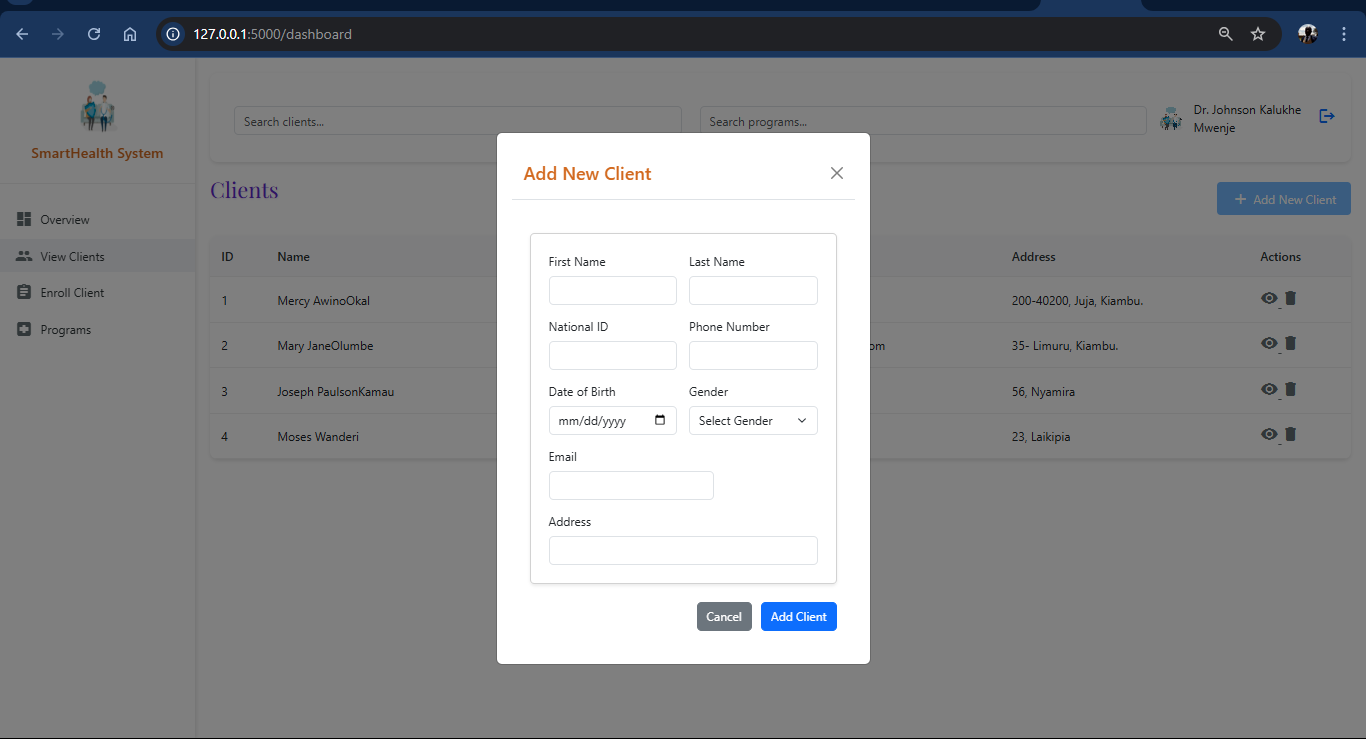 127.0.0.1:5000/dashboard
SmartHealth System
Overview
View Clients
Enroll Client
Programs
Search clients...
Search programs...
Dr. Johnson Kalukhe
Mwenje
Clients
+ Add New Client
ID Name Address Actions
1 Mercy AwinoOkal 200-40200, Juja, Kiambu.
2 Mary JaneOlumbe om 35- Limuru, Kiambu.
3 Joseph PaulsonKamau 56, Nyamira
4 Moses Wanderi 23, Laikipia
Add New Client
First Name Last Name
National ID Phone Number
Date of Birth Gender
mm/dd/yyyy Select Gender
Email
Address
Cancel Add Client